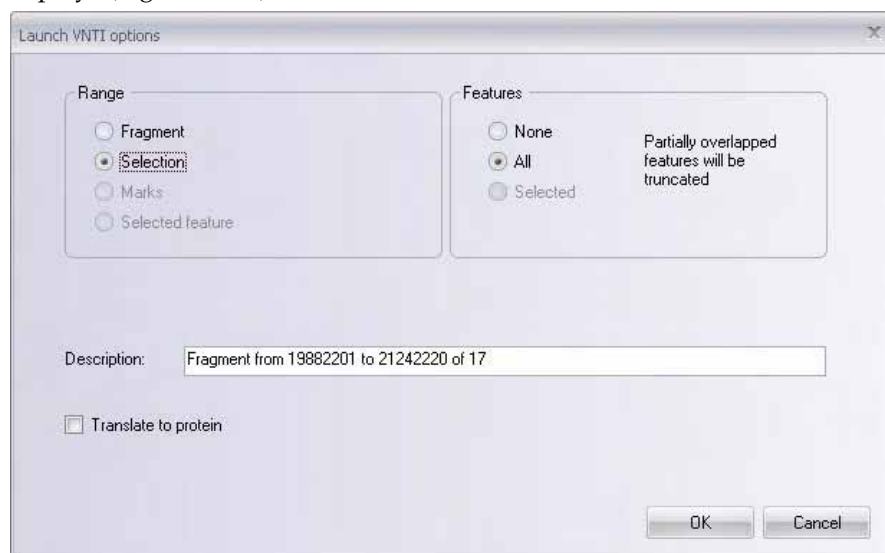 Launch VNTI options
Range
Fragment
Selection
Marks
Selected feature
Features
None
All
Selected
Partially overlapped
features will be
truncated
Description:
Fragment from 19882201 to 21242220 of 17
Translate to protein
OK
Cancel